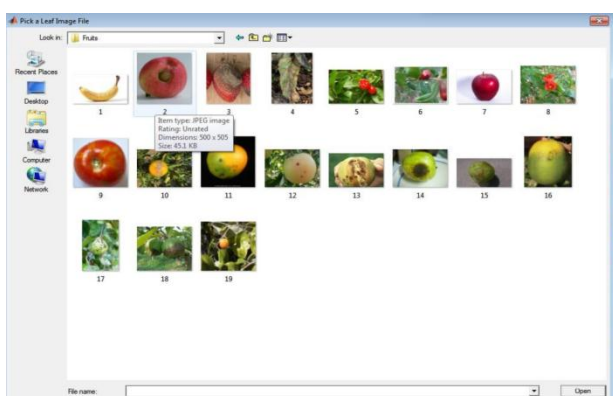 Pick a Leaf Image File
Look in: Fruits
Recent Places
Desktop
Libraries
Computer
Network
1 2 3 4 5 6 7 8
Item type: JPEG image
Rating: Unrated
Dimensions: 500 x 505
Size: 45.1 KB
9 10 11 12 13 14 15 16
17 18 19
File name: Open